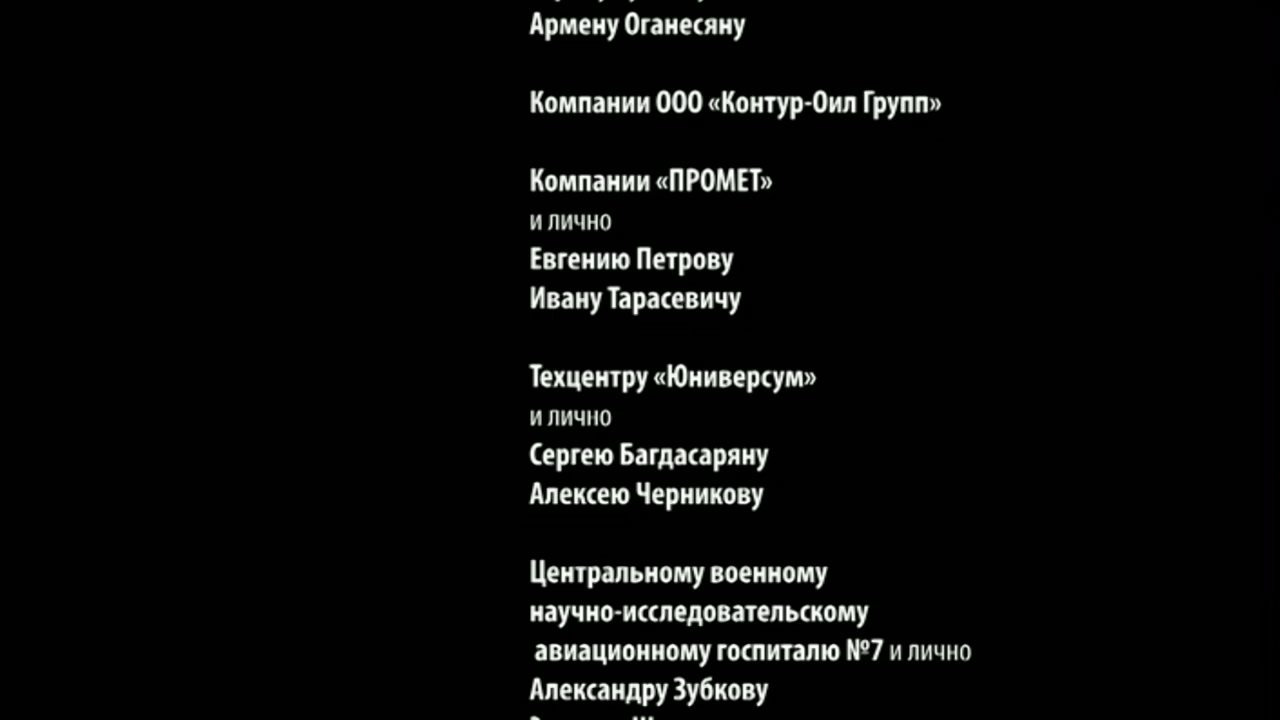 Армену Оганесяну
Компании ООО «Контур-Оил Групп»
Компании «ПРОМЕТ»
и лично
Евгению Петрову
Ивану Тарасевичу
Техцентру «Юниверсум»
и лично
Сергею Багдасаряну
Алексею Черникову
Центральному военному
научно-исследовательскому
авиационному госпиталю №7 и лично
Александру Зубкову